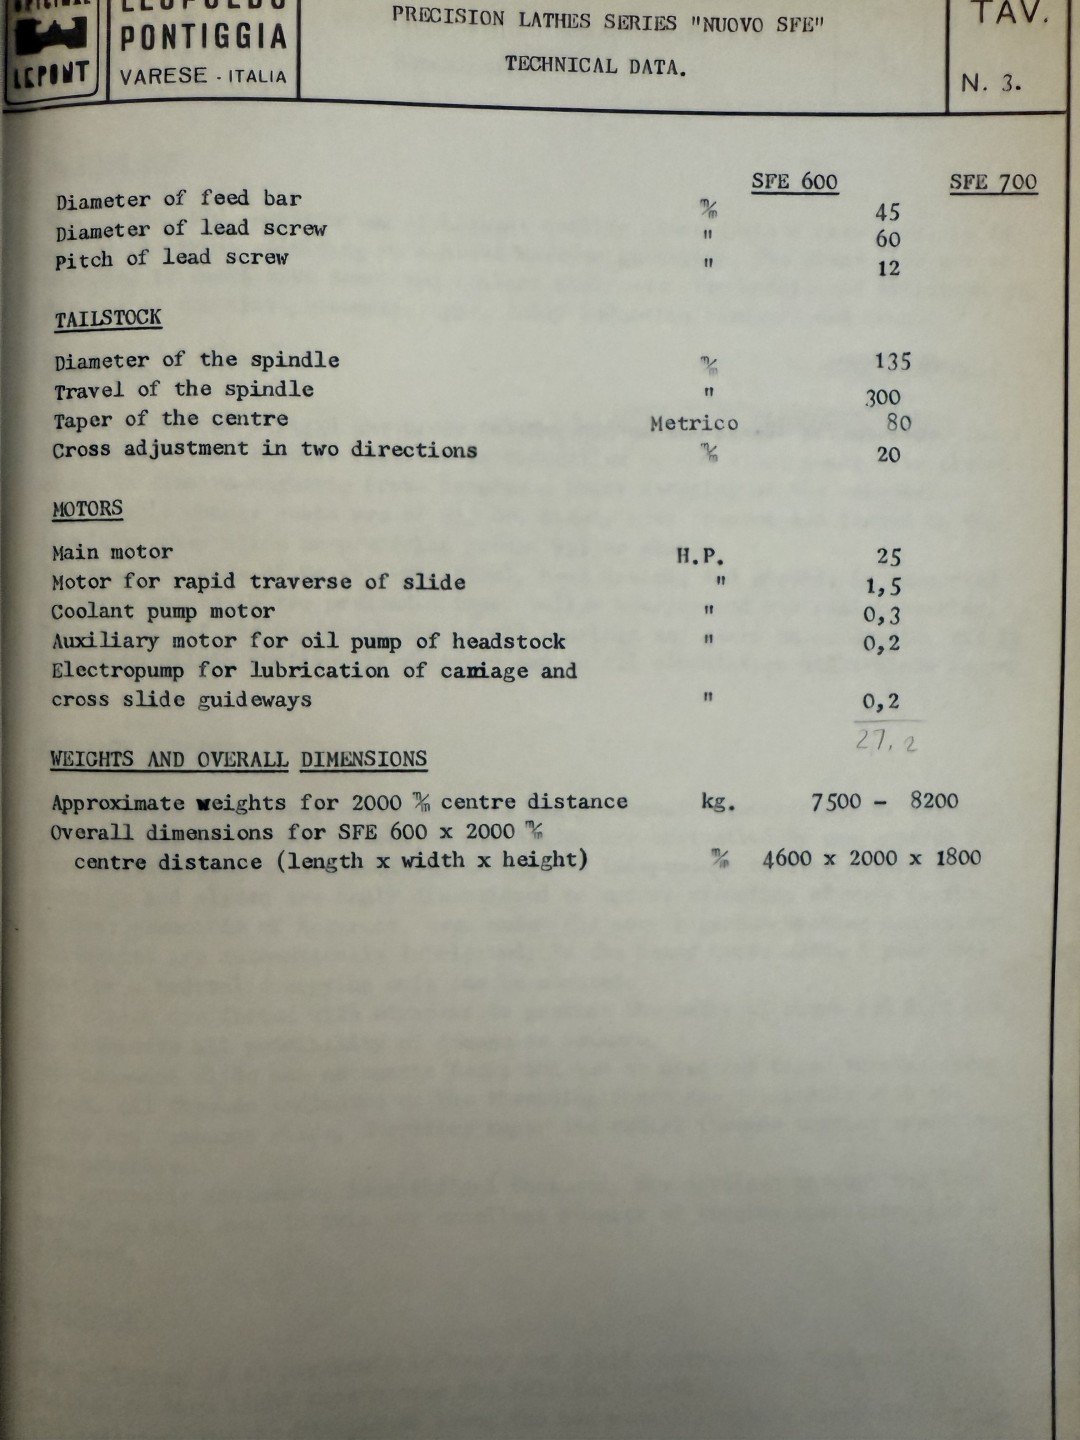 ORIGINAL
LEPONT
LEOPOLDO
PONTIGGIA
VARESE - ITALIA
PRECISION LATHES SERIES "NUOVO SFE"
TECHNICAL DATA.
TAV.
N. 3.
SFE 600 SFE 700
Diameter of feed bar m/m 45
Diameter of lead screw " 60
Pitch of lead screw " 12
TAILSTOCK
Diameter of the spindle m/m 135
Travel of the spindle " 300
Taper of the centre Metrico 80
Cross adjustment in two directions m/m 20
MOTORS
Main motor H.P. 25
Motor for rapid traverse of slide " 1,5
Coolant pump motor " 0,3
Auxiliary motor for oil pump of headstock " 0,2
Electropump for lubrication of carriage and
cross slide guideways " 0,2
27.2
WEIGHTS AND OVERALL DIMENSIONS
Approximate weights for 2000 m/m centre distance kg. 7500 - 8200
Overall dimensions for SFE 600 x 2000 m/m
centre distance (length x width x height) m/m 4600 x 2000 x 1800